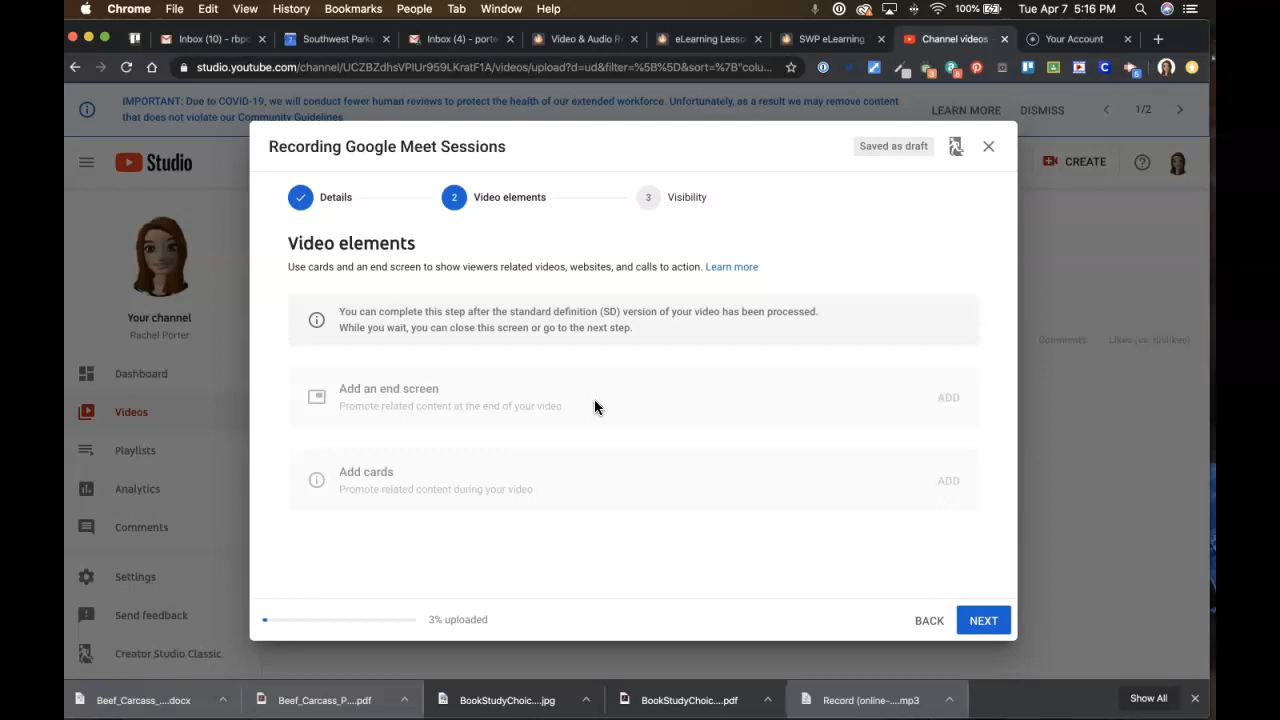 Chrome File Edit View History Bookmarks People Tab Window Help 100% Tue Apr 7 5:16 PM
Inbox (10) - rbpo Southwest Park Inbox (4) - porte Video & Audio R eLearning Lesso SWP eLearning Channel videos Your Account
studio.youtube.com/channel/UCZBZdhsVPIUr959LKratF1A/videos/upload?d=ud&filter=%5B%5D&sort=%7B"colu...
IMPORTANT: Due to COVID-19, we will conduct fewer human reviews to protect the health of our extended workforce. Unfortunately, as a result we may remove content
that does not violate our Community Guidelines
LEARN MORE DISMISS 1/2
Studio
CREATE
Recording Google Meet Sessions
Saved as draft
Details 2 Video elements 3 Visibility
Video elements
Use cards and an end screen to show viewers related videos, websites, and calls to action. Learn more
You can complete this step after the standard definition (SD) version of your video has been processed.
While you wait, you can close this screen or go to the next step.
Add an end screen
Promote related content at the end of your video
ADD
Add cards
Promote related content during your video
ADD
3% uploaded
BACK NEXT
Your channel
Rachel Porter
Dashboard
Videos
Playlists
Analytics
Comments
Settings
Send feedback
Creator Studio Classic
Comments Likes (vs. dislikes)
Beef_Carcass_....docx Beef_Carcass_P....pdf BookStudyChoic....jpg BookStudyChoic....pdf Record (online-....mp3 Show All